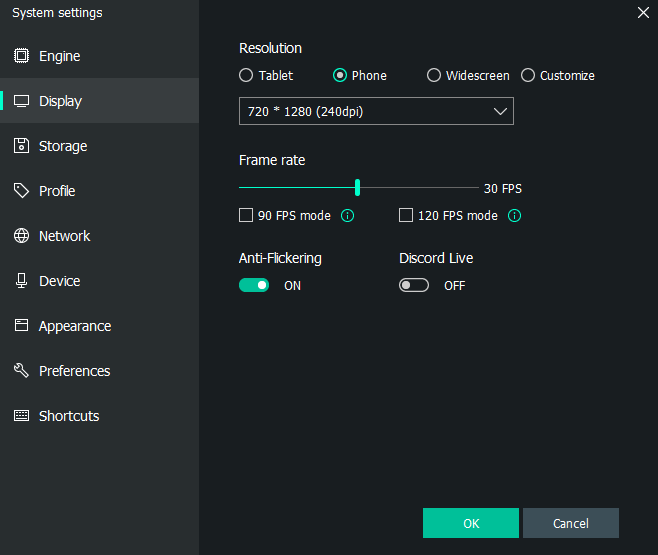 System settings
Engine
Display
Storage
Profile
Network
Device
Appearance
Preferences
Shortcuts
Resolution
Tablet Phone Widescreen Customize
720 * 1280 (240dpi)
Frame rate
30 FPS
90 FPS mode 120 FPS mode
Anti-Flickering Discord Live
ON OFF
OK Cancel